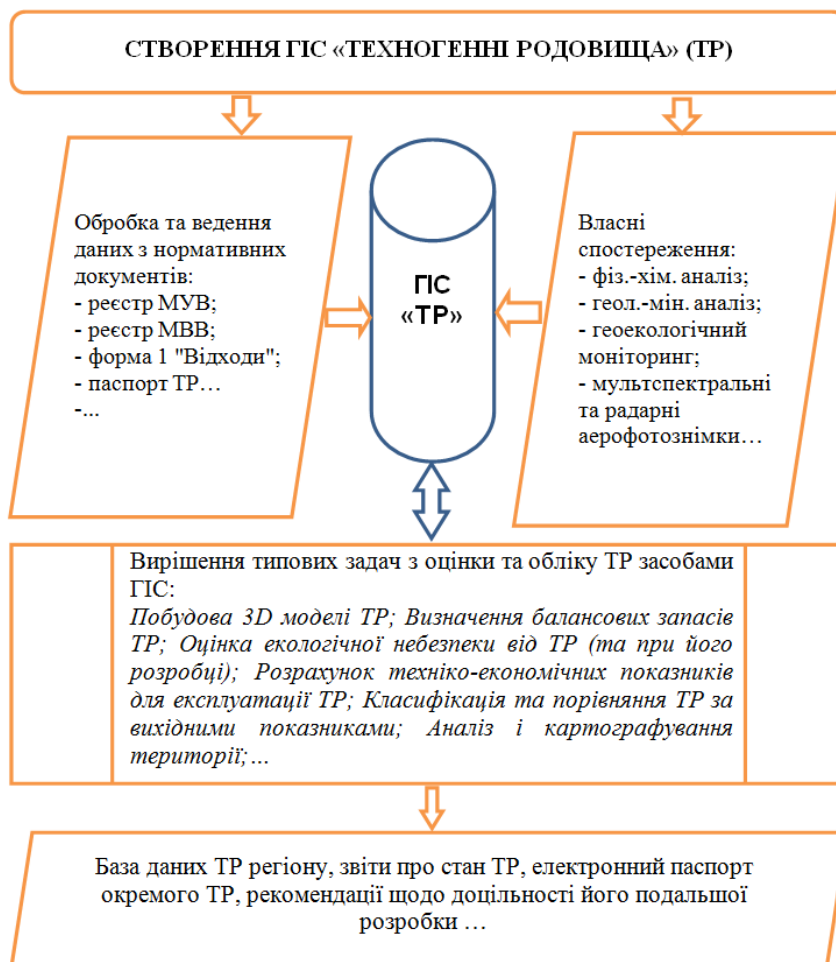 СТВОРЕННЯ ГІС «ТЕХНОГЕННІ РОДОВИЩА» (ТР)
Обробка та ведення
даних з нормативних
документів:
- реєстр МУВ;
- реєстр МВВ;
- форма 1 "Відходи";
- паспорт ТР…
-...
ГІС
«ТР»
Власні
спостереження:
- фіз.-хім. аналіз;
- геол.-мін. аналіз;
- геоекологічний
моніторинг;
- мультспектральні
та радарні
аерофотознімки…
Вирішення типових задач з оцінки та обліку ТР засобами
ГІС:
Побудова 3D моделі ТР; Визначення балансових запасів
ТР; Оцінка екологічної небезпеки від ТР (та при його
розробці); Розрахунок техніко-економічних показників
для експлуатації ТР; Класифікація та порівняння ТР за
вихідними показниками; Аналіз і картографування
території;…
База даних ТР регіону, звіти про стан ТР, електронний паспорт
окремого ТР, рекомендації щодо доцільності його подальшої
розробки …